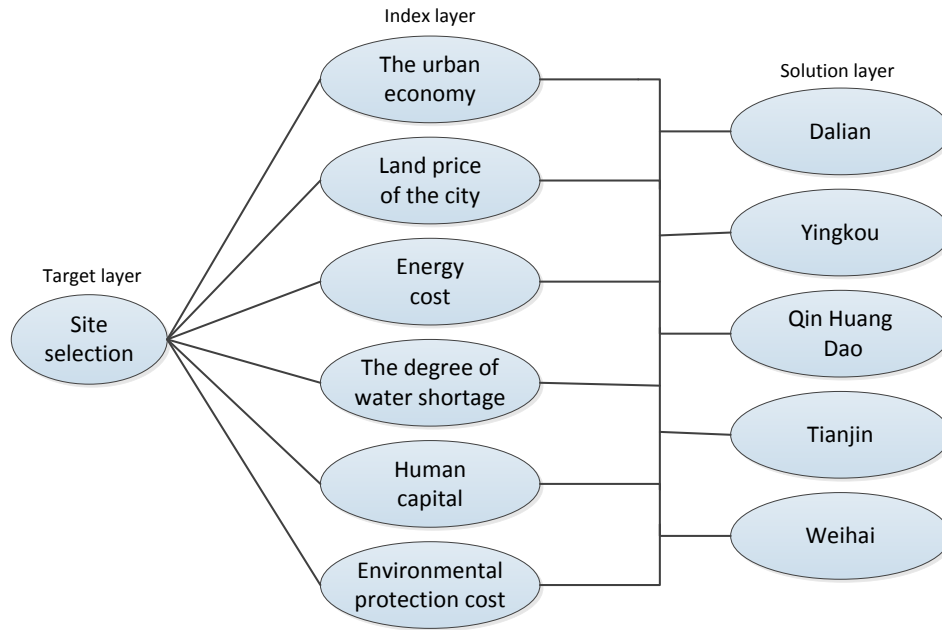 Target layer
Site
selection
Index layer
The urban
economy
Land price
of the city
Energy
cost
The degree of
water shortage
Human
capital
Environmental
protection cost
Solution layer
Dalian
Yingkou
Qin Huang
Dao
Tianjin
Weihai